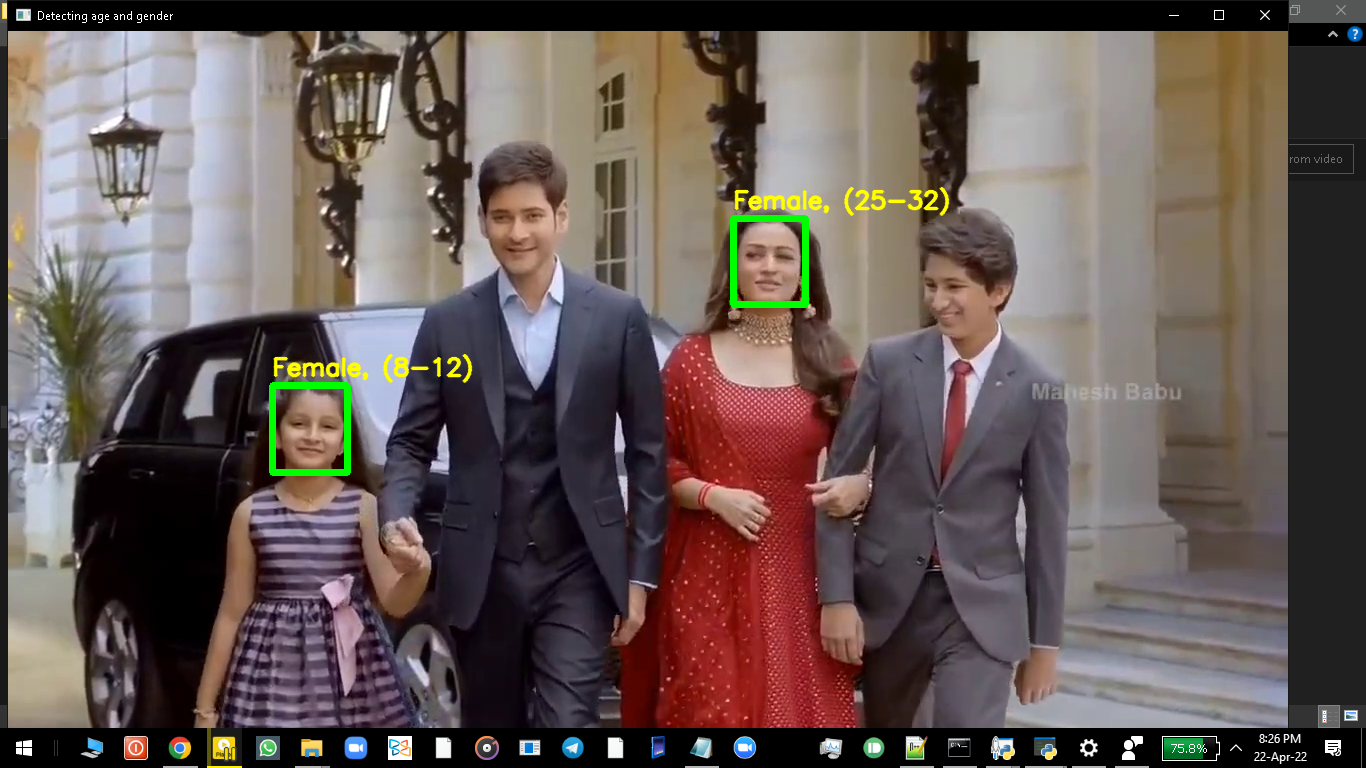 Detecting age and gender
rom video
Female, (25-32)
Female, (8-12)
Mahesh Babu
75.8%
8:26 PM
22-Apr-22